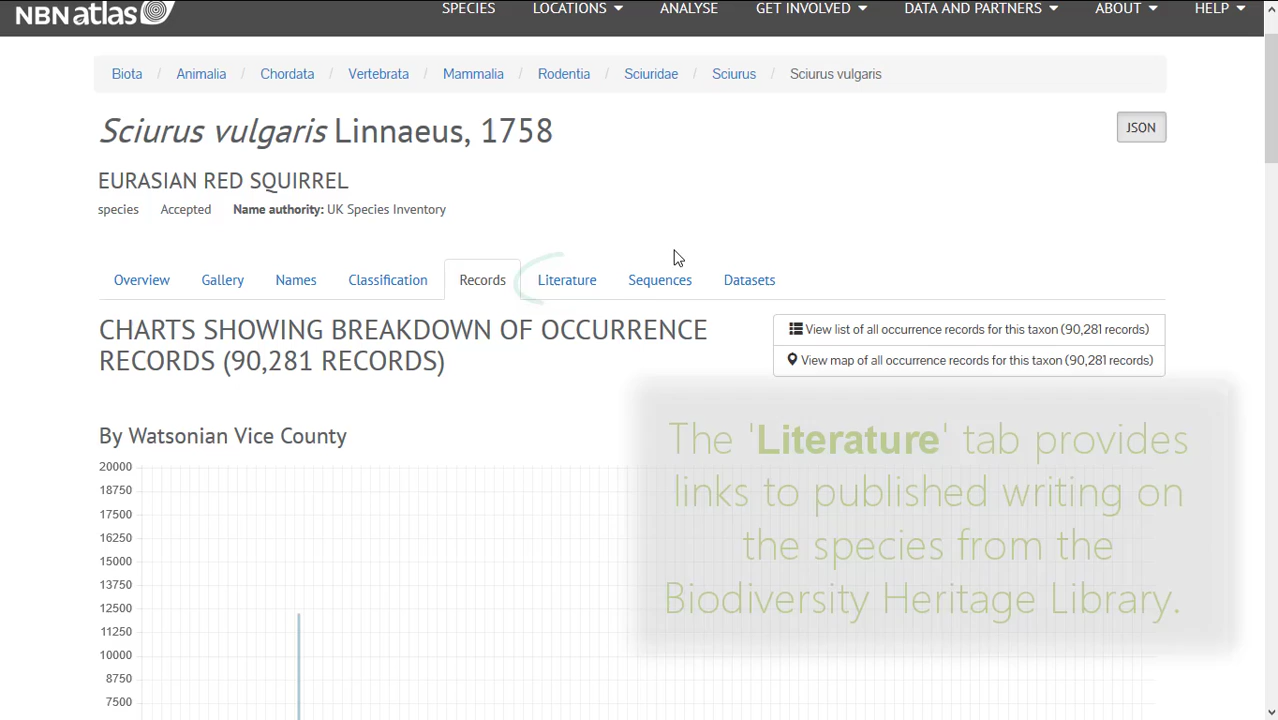 NBNatlas
SPECIES LOCATIONS ANALYSE GET INVOLVED DATA AND PARTNERS ABOUT HELP
Biota / Animalia / Chordata / Vertebrata / Mammalia / Rodentia / Sciuridae / Sciurus / Sciurus vulgaris
Sciurus vulgaris Linnaeus, 1758
JSON
EURASIAN RED SQUIRREL
species Accepted Name authority: UK Species Inventory
Overview Gallery Names Classification Records Literature Sequences Datasets
CHARTS SHOWING BREAKDOWN OF OCCURRENCE
RECORDS (90,281 RECORDS)
View list of all occurrence records for this taxon (90,281 records)
View map of all occurrence records for this taxon (90,281 records)
By Watsonian Vice County
20000
18750
17500
16250
15000
13750
12500
11250
10000
8750
7500
The 'Literature' tab provides
links to published writing on
the species from the
Biodiversity Heritage Library.